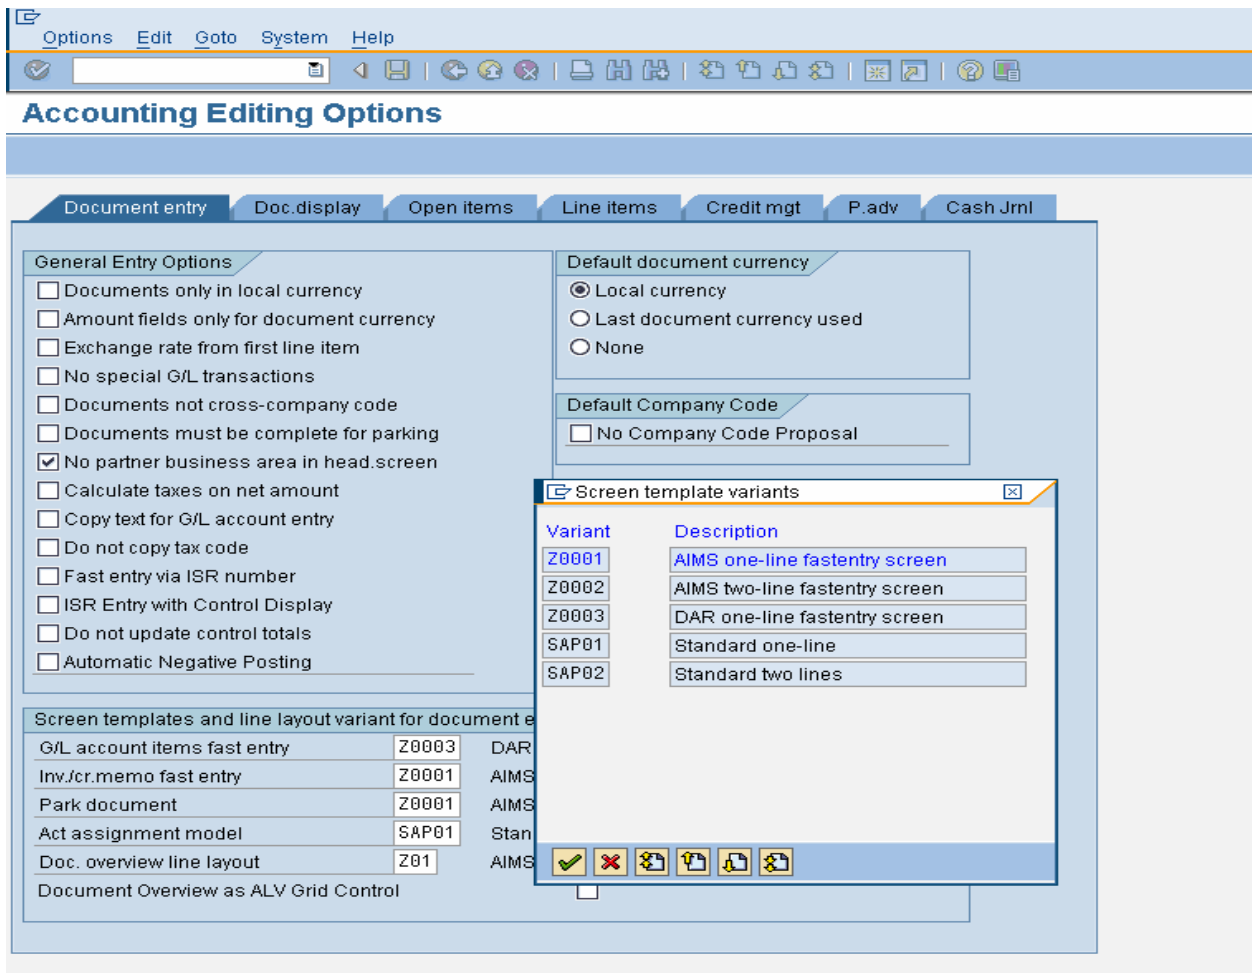 Options Edit Goto System Help
Accounting Editing Options
Document entry Doc.display Open items Line items Credit mgt P.adv Cash Jrnl
General Entry Options
Documents only in local currency
Amount fields only for document currency
Exchange rate from first line item
No special G/L transactions
Documents not cross-company code
Documents must be complete for parking
No partner business area in head.screen
Calculate taxes on net amount
Copy text for G/L account entry
Do not copy tax code
Fast entry via ISR number
ISR Entry with Control Display
Do not update control totals
Automatic Negative Posting
Default document currency
Local currency
Last document currency used
None
Default Company Code
No Company Code Proposal
Screen templates and line layout variant for document e
G/L account items fast entry Z0003 DAR
Inv./cr.memo fast entry Z0001 AIMS
Park document Z0001 AIMS
Act assignment model SAP01 Stan
Doc. overview line layout Z01 AIMS
Document Overview as ALV Grid Control
Screen template variants
Variant Description
Z0001 AIMS one-line fastentry screen
Z0002 AIMS two-line fastentry screen
Z0003 DAR one-line fastentry screen
SAP01 Standard one-line
SAP02 Standard two lines